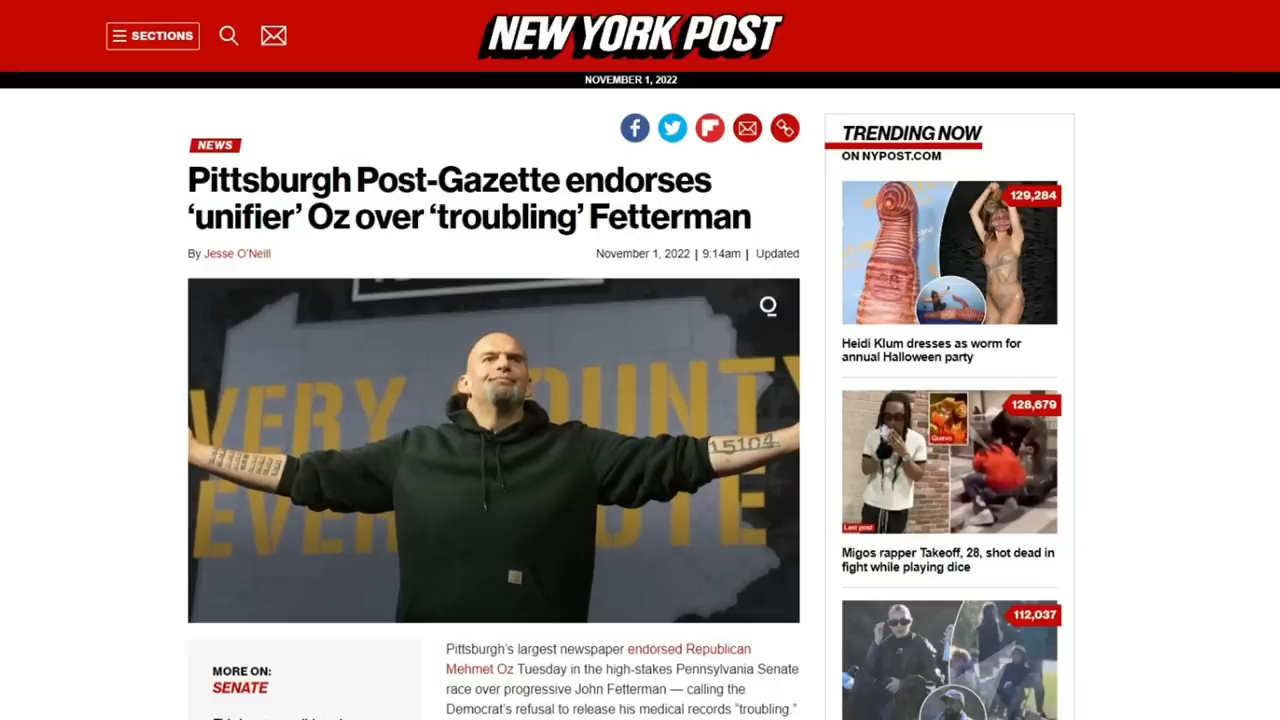 SECTIONS
NEW YORK POST
NOVEMBER 1, 2022
NEWS
Pittsburgh Post-Gazette endorses
‘unifier’ Oz over ‘troubling’ Fetterman
By Jesse O’Neill
November 1, 2022 | 9:14am | Updated
VERY COUNTY
EVER OTE
15104
MORE ON:
SENATE
Pittsburgh’s largest newspaper endorsed Republican
Mehmet Oz Tuesday in the high-stakes Pennsylvania Senate
race over progressive John Fetterman — calling the
Democrat’s refusal to release his medical records “troubling.”
TRENDING NOW
ON NYPOST.COM
129,284
Heidi Klum dresses as worm for
annual Halloween party
128,679
Quavo
Last post
Migos rapper Takeoff, 28, shot dead in
fight while playing dice
112,037